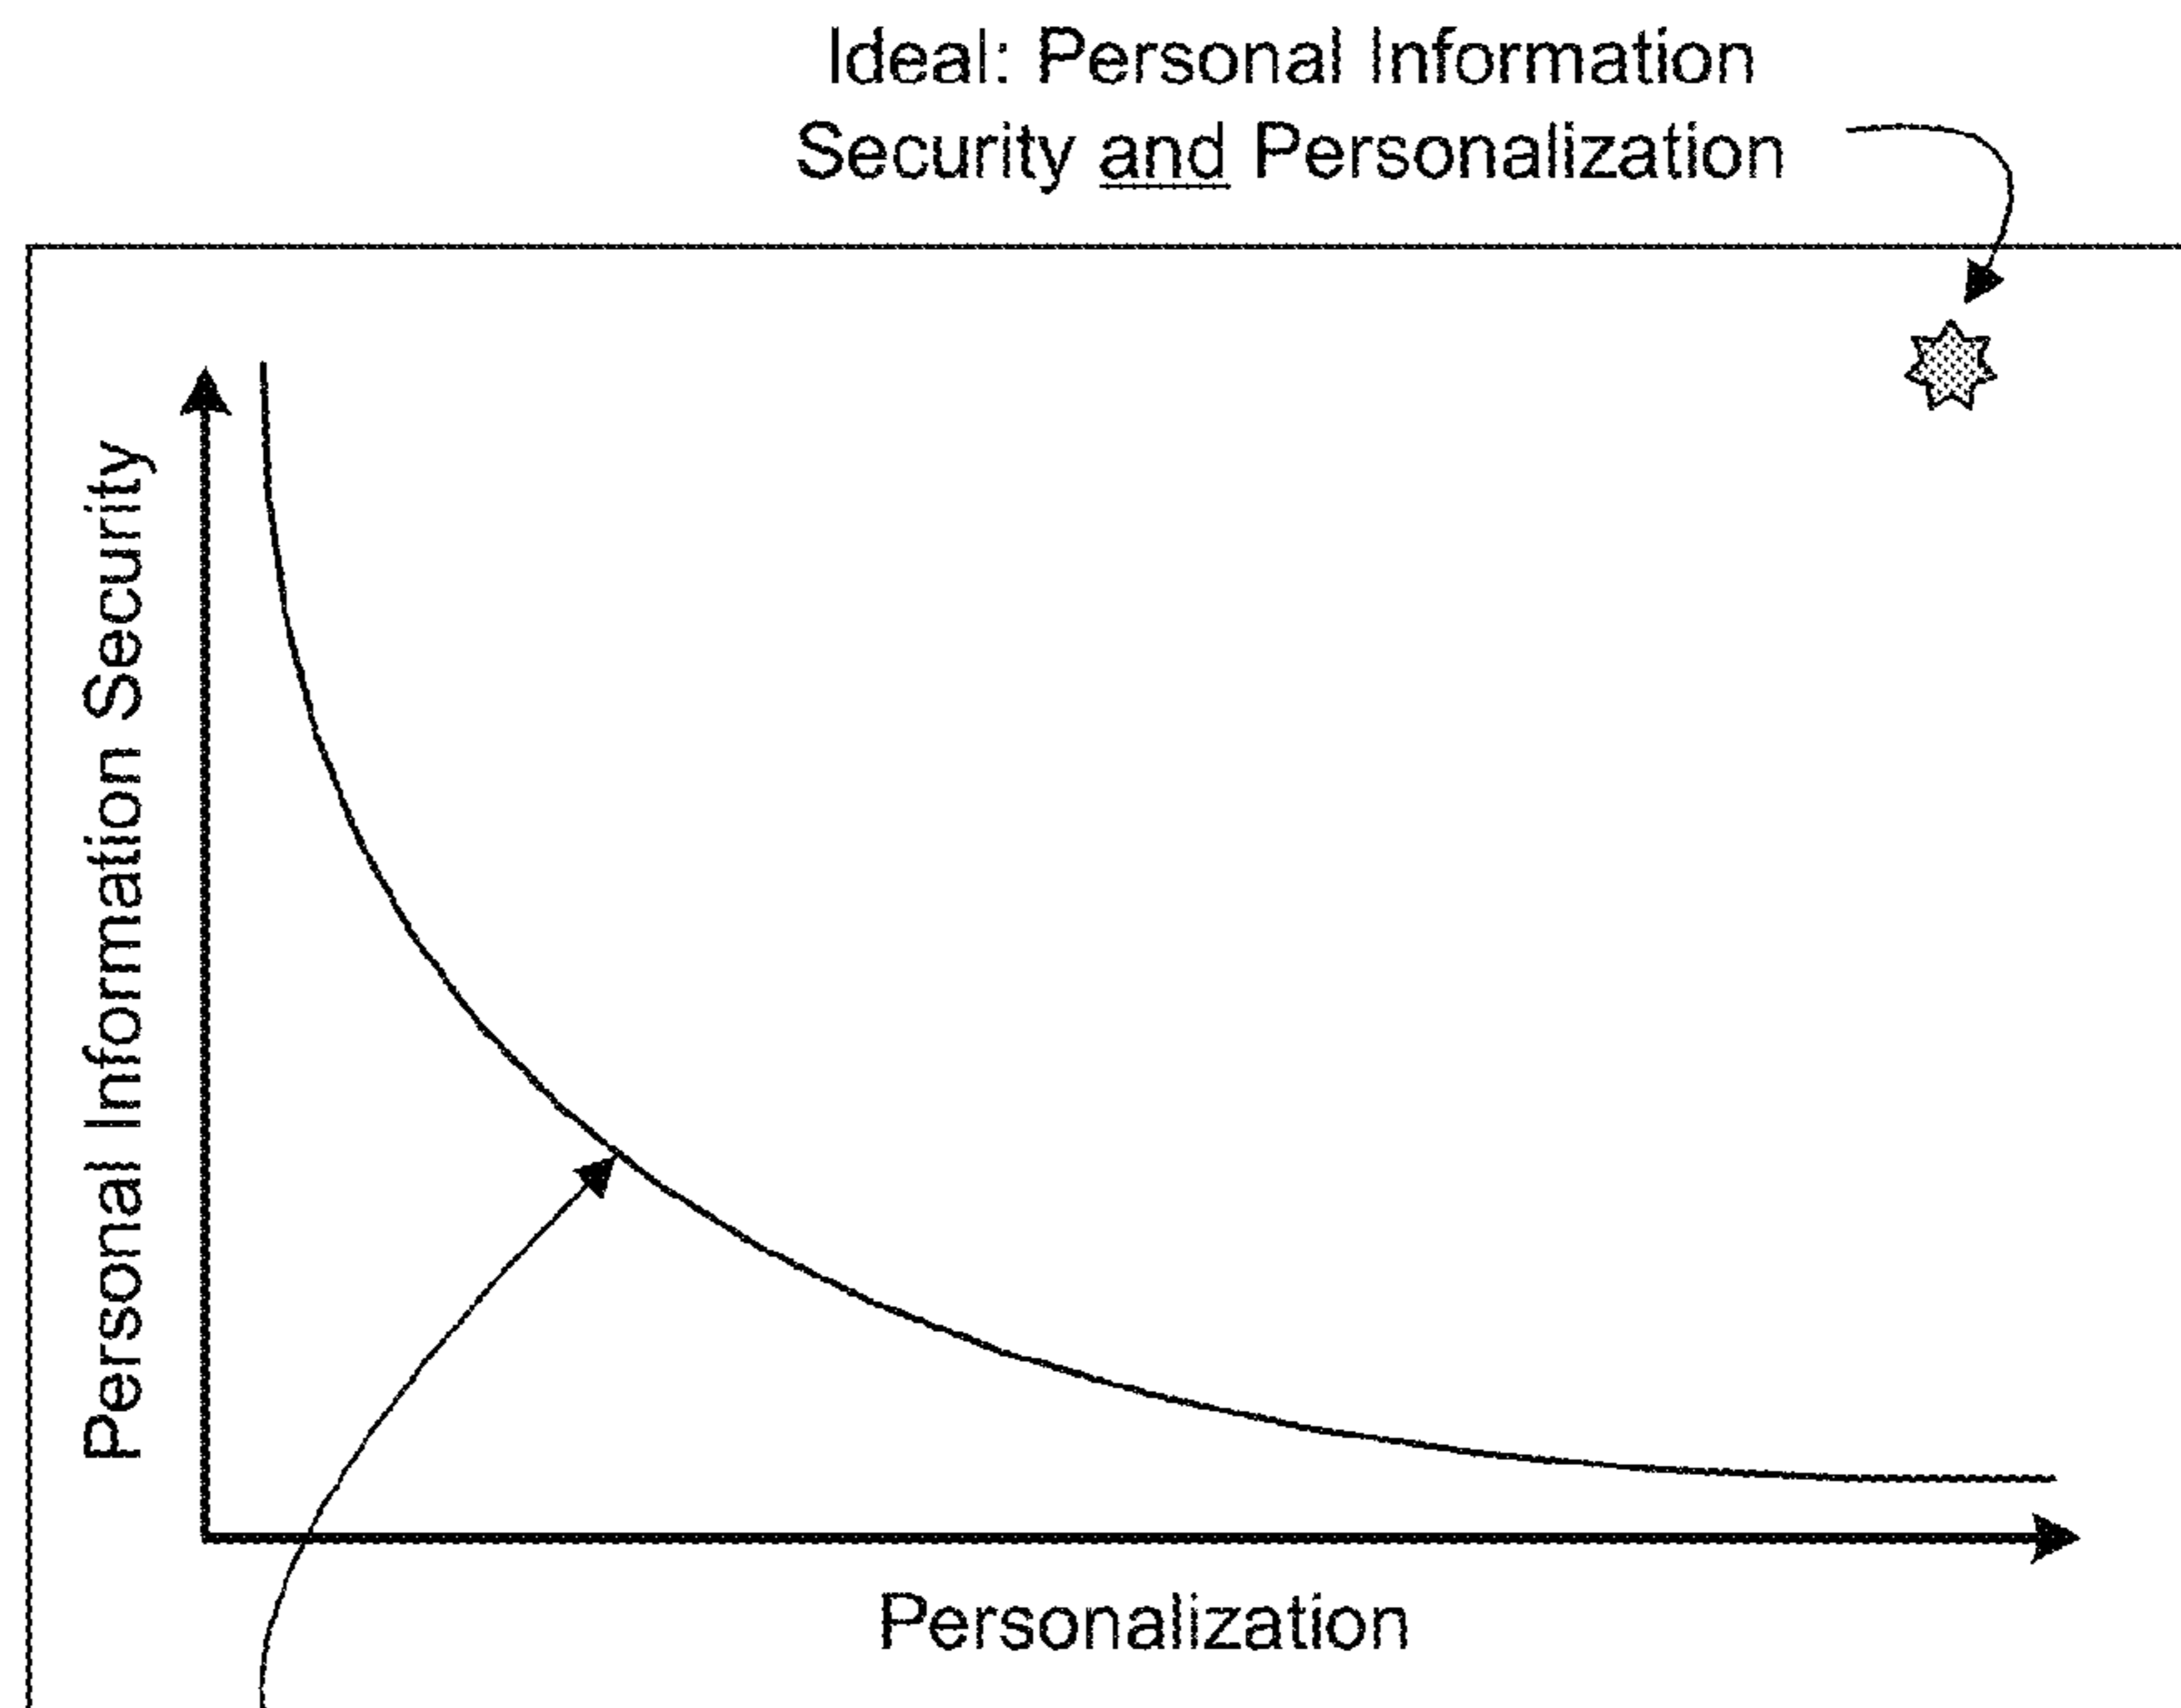 Ideal: Personal Information
Security and Personalization
Personal Information Security
Personalization